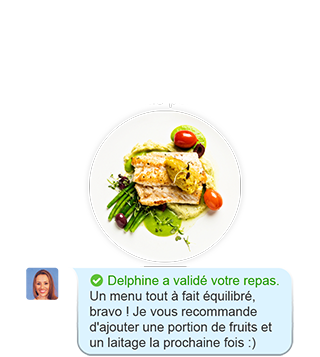 Delphine a validé votre repas.
Un menu tout à fait équilibré,
bravo ! Je vous recommande
d'ajouter une portion de fruits et
un laitage la prochaine fois :)